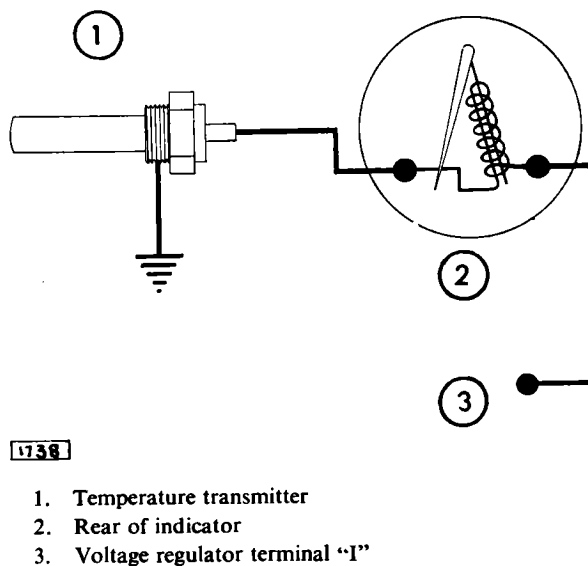 1
2
3
1738
1. Temperature transmitter
2. Rear of indicator
3. Voltage regulator terminal “I”